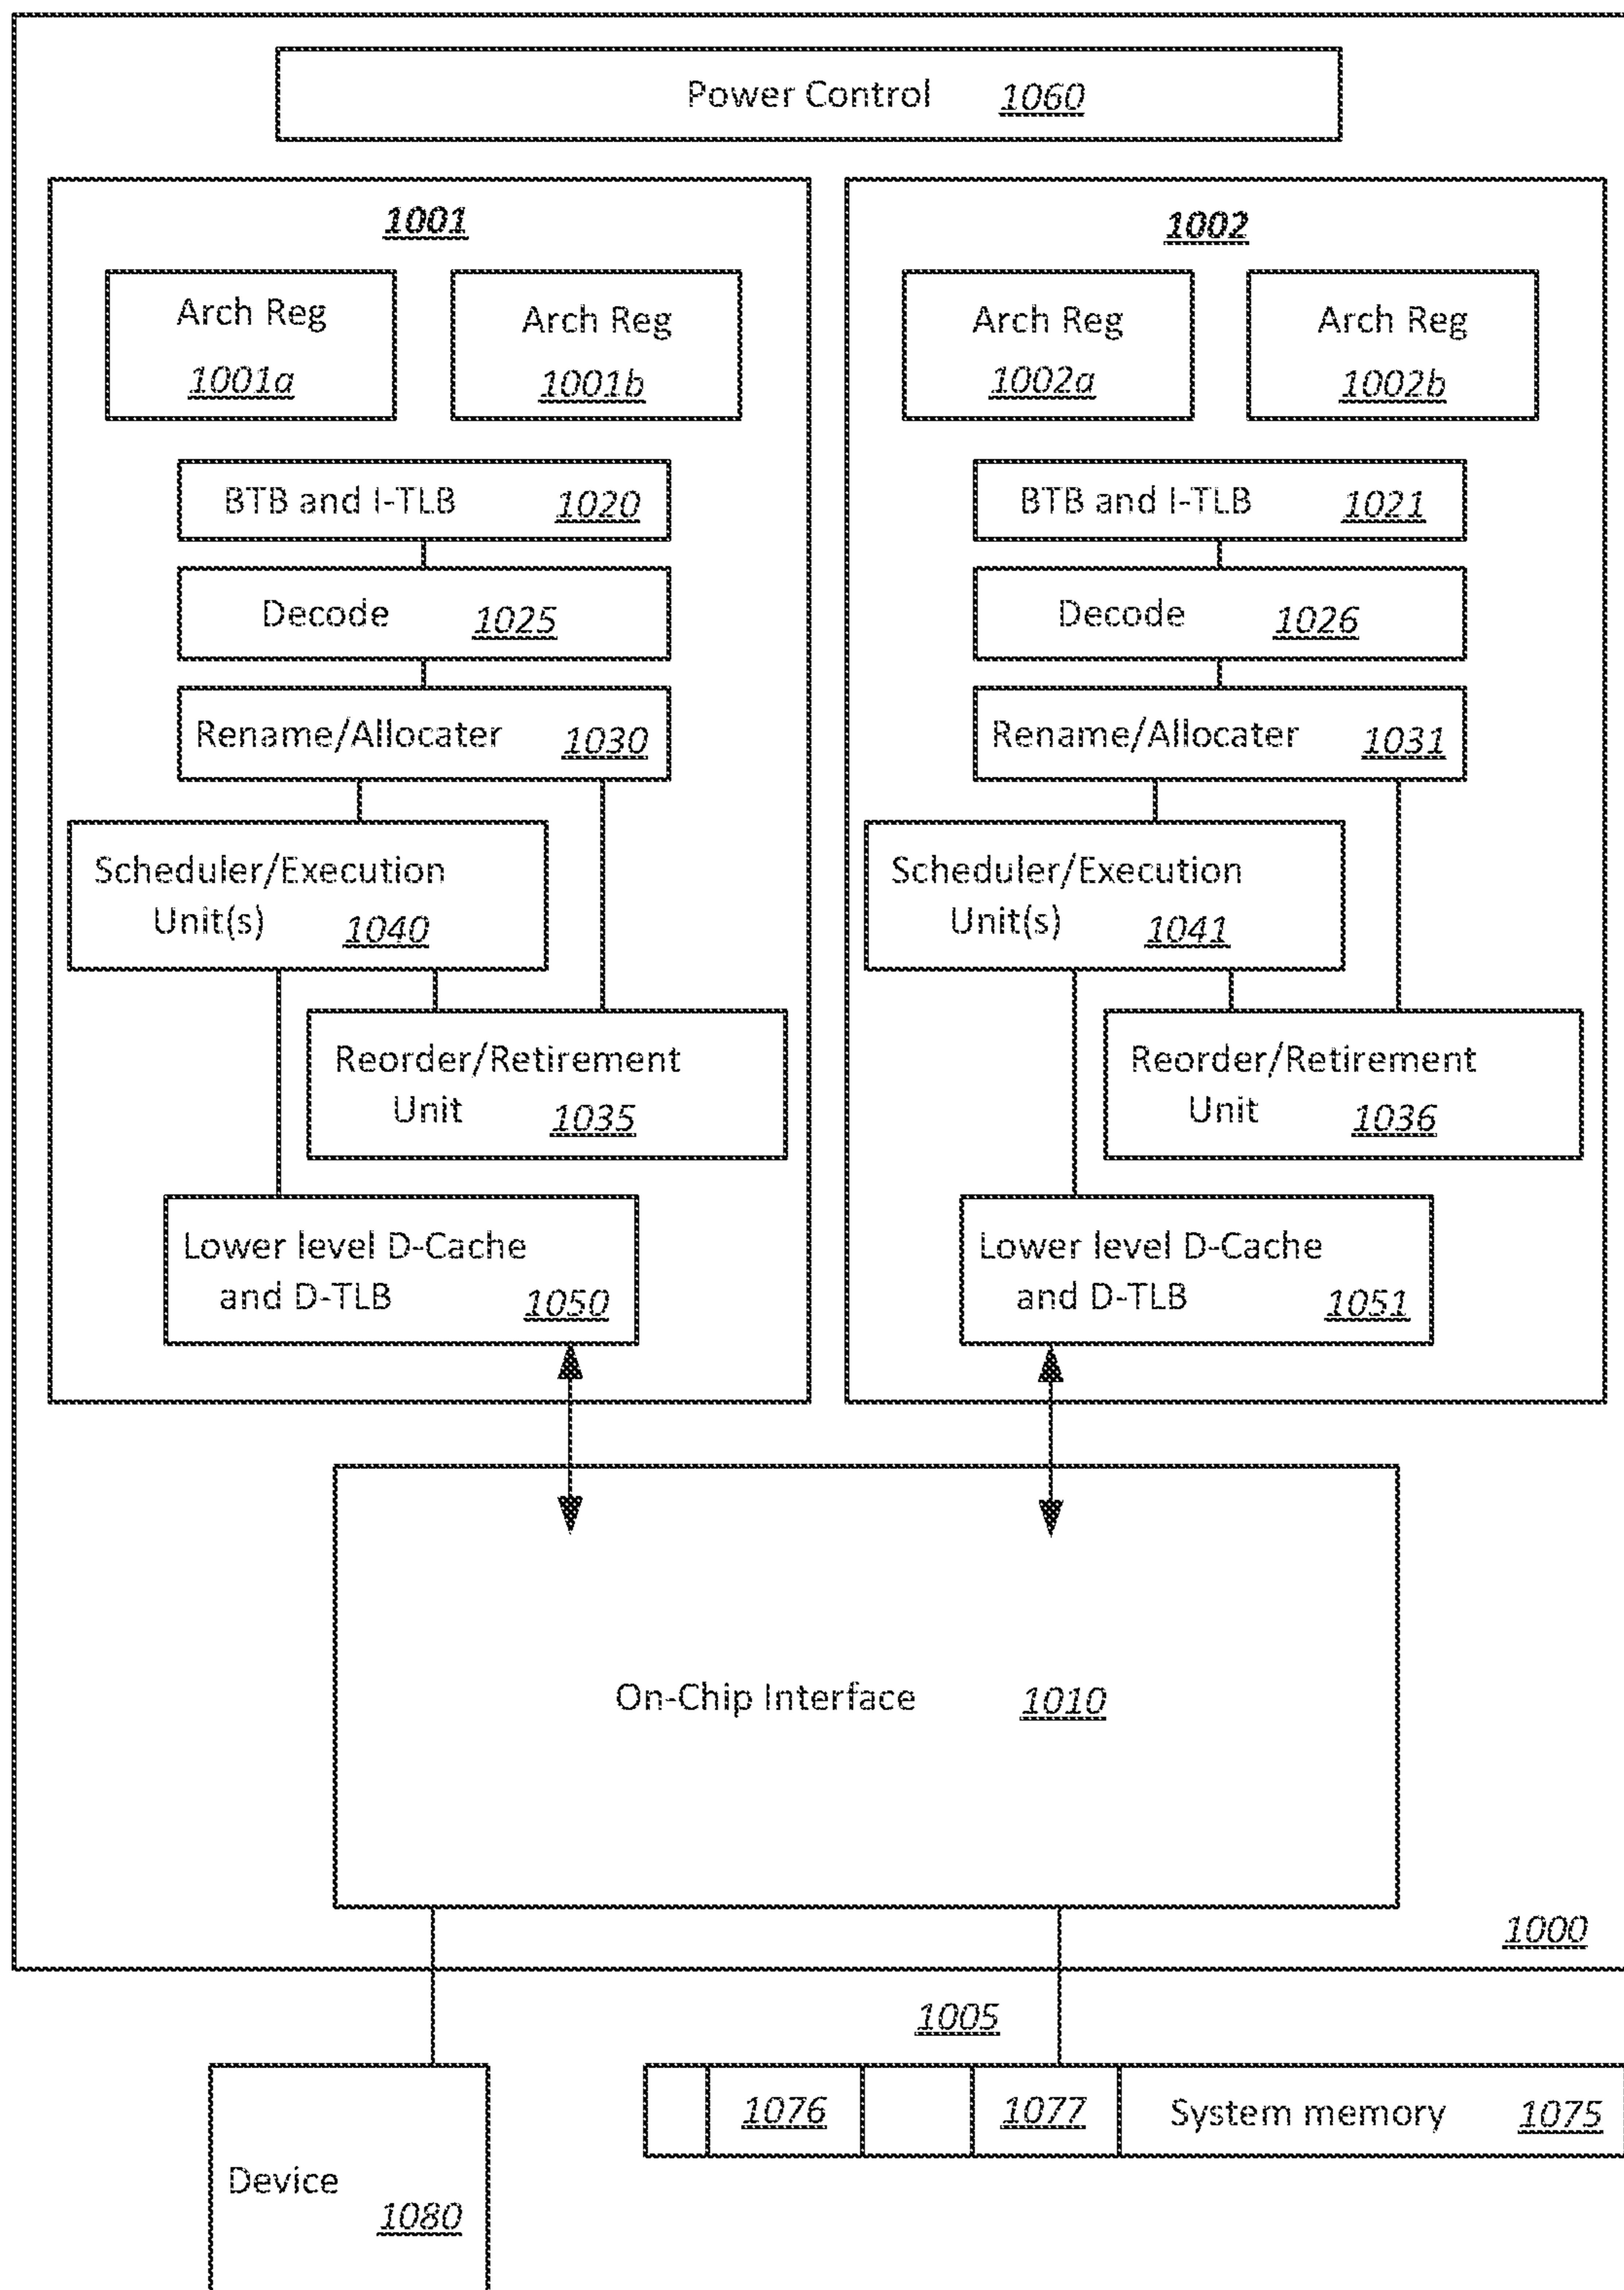 Power Control 1060
1001
Arch Reg
1001a
Arch Reg
1001b
BTB and I-TLB 1020
Decode 1025
Rename/Allocater 1030
Scheduler/Execution
Unit(s) 1040
Reorder/Retirement
Unit 1035
Lower level D-Cache
and D-TLB 1050
1002
Arch Reg
1002a
Arch Reg
1002b
BTB and I-TLB 1021
Decode 1026
Rename/Allocater 1031
Scheduler/Execution
Unit(s) 1041
Reorder/Retirement
Unit 1036
Lower level D-Cache
and D-TLB 1051
On-Chip Interface 1010
1000
1005
1076
1077
System memory 1075
Device
1080